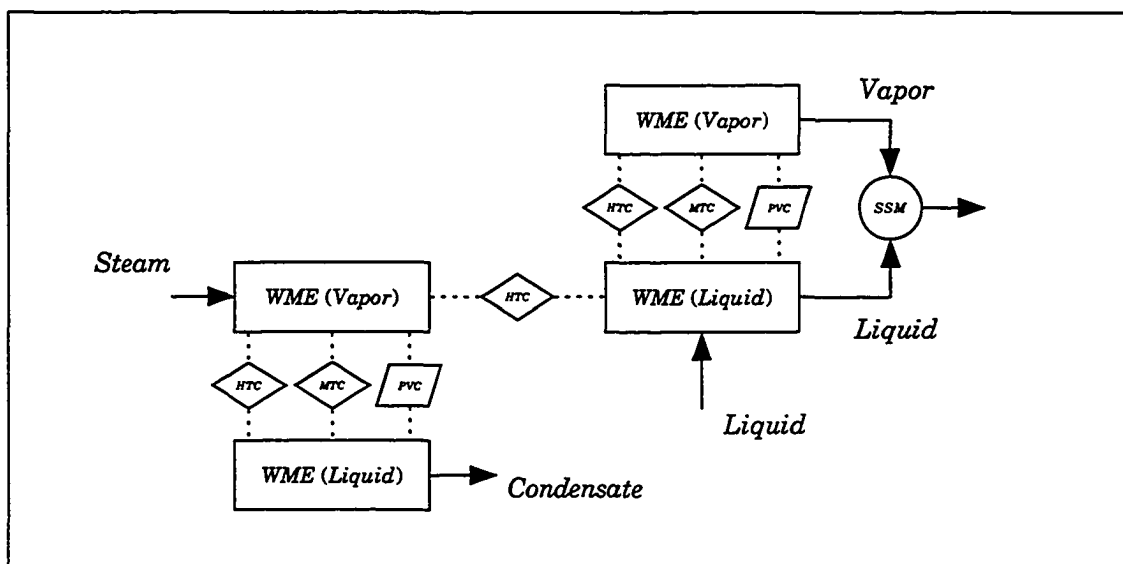 Vapor
WME (Vapor)
HTC MTC PVC
SSM
Steam
WME (Vapor)
HTC
WME (Liquid)
Liquid
HTC MTC PVC
Liquid
WME (Liquid)
Condensate